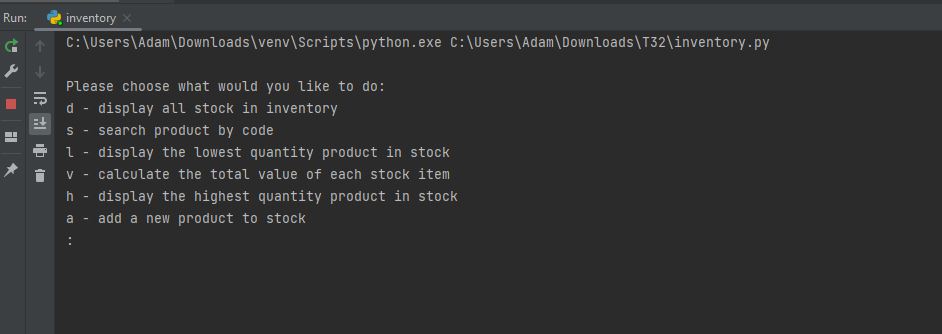 Run: inventory
C:\Users\Adam\Downloads\venv\Scripts\python.exe C:\Users\Adam\Downloads\T32\inventory.py
Please choose what would you like to do:
d - display all stock in inventory
s - search product by code
l - display the lowest quantity product in stock
v - calculate the total value of each stock item
h - display the highest quantity product in stock
a - add a new product to stock
: